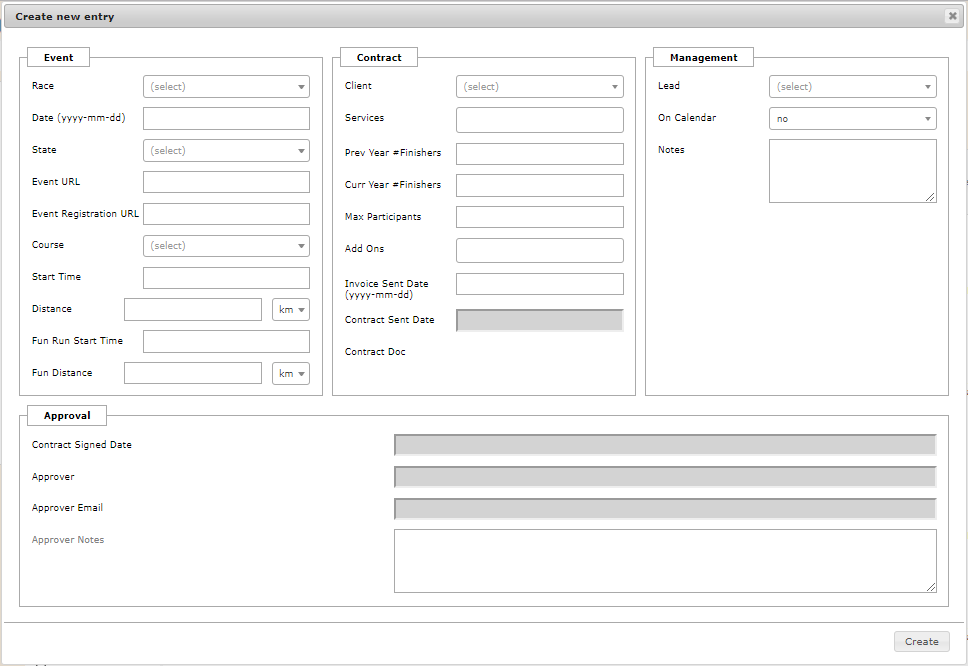 Create new entry
Event
Race (select)
Date (yyyy-mm-dd)
State (select)
Event URL
Event Registration URL
Course (select)
Start Time
Distance km
Fun Run Start Time
Fun Distance km
Contract
Client (select)
Services
Prev Year #Finishers
Curr Year #Finishers
Max Participants
Add Ons
Invoice Sent Date
(yyyy-mm-dd)
Contract Sent Date
Contract Doc
Management
Lead (select)
On Calendar no
Notes
Approval
Contract Signed Date
Approver
Approver Email
Approver Notes
Create